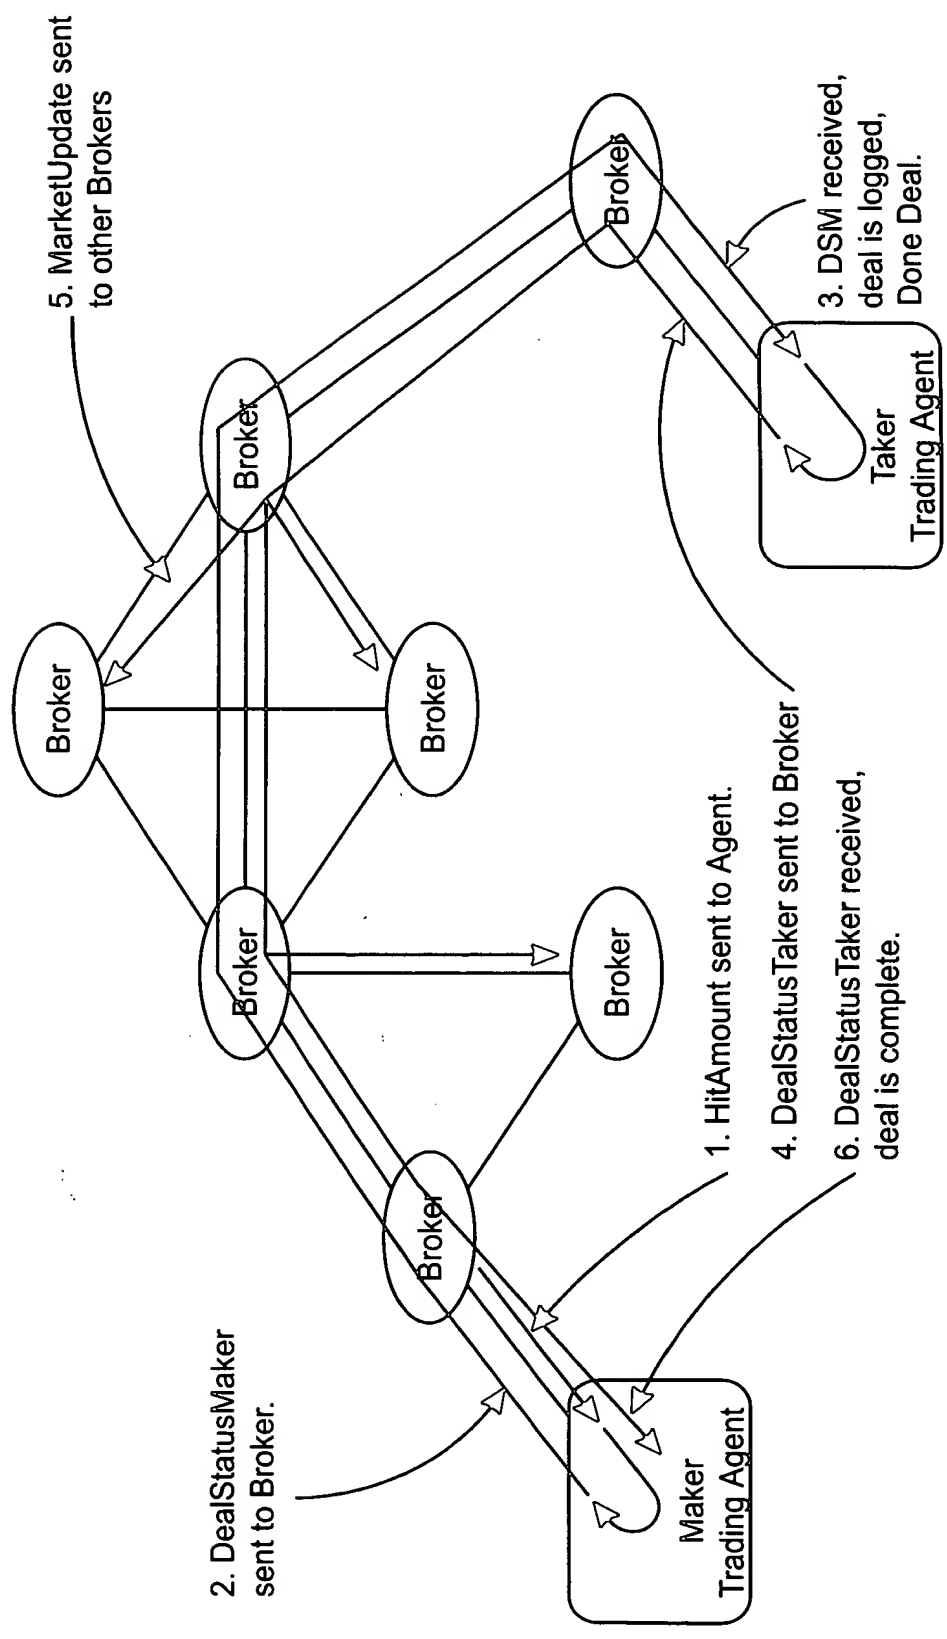 Broker
5. MarketUpdate sent
to other Brokers
2. DealStatusMaker
sent to Broker.
Broker
Broker
Broker
Broker
Broker
Broker
Maker
Trading Agent
1. HitAmount sent to Agent.
4. DealStatusTaker sent to Broker
6. DealStatusTaker received,
deal is complete.
Taker
Trading Agent
3. DSM received,
deal is logged,
Done Deal.